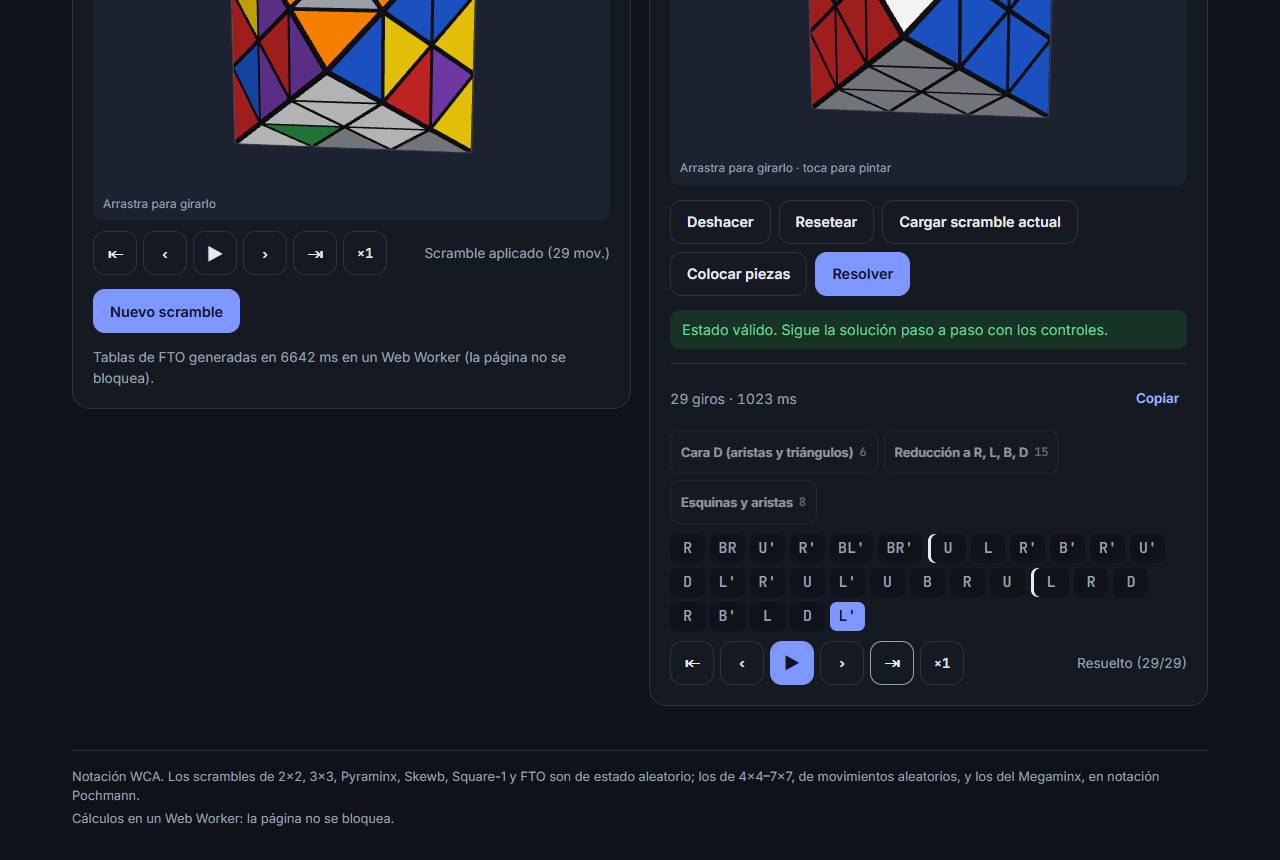 Arrastra para girarlo
⇤ ‹ ▶ › ⇥ ×1 Scramble aplicado (29 mov.)
Nuevo scramble
Tablas de FTO generadas en 6642 ms en un Web Worker (la página no se
bloquea).
Arrastra para girarlo · toca para pintar
Deshacer Resetear Cargar scramble actual
Colocar piezas Resolver
Estado válido. Sigue la solución paso a paso con los controles.
29 giros · 1023 ms Copiar
Cara D (aristas y triángulos) 6 Reducción a R, L, B, D 15
Esquinas y aristas 8
R BR U' R' BL' BR' U L R' B' R' U'
D L' R' U L' U B R U L R D
R B' L D L'
⇤ ‹ ▶ › ⇥ ×1 Resuelto (29/29)
Notación WCA. Los scrambles de 2×2, 3×3, Pyraminx, Skewb, Square-1 y FTO son de estado aleatorio; los de 4×4–7×7, de movimientos aleatorios, y los del Megaminx, en notación
Pochmann.
Cálculos en un Web Worker: la página no se bloquea.